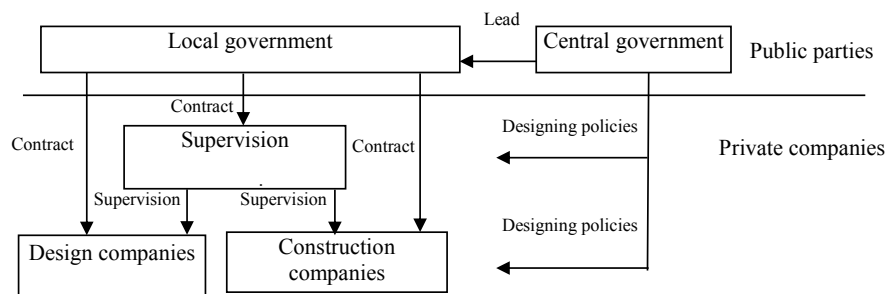 Lead
Local government
Central government
Public parties
Contract
Designing policies
Contract
Supervision
Contract
Private companies
Supervision
Supervision
Designing policies
Design companies
Construction
companies